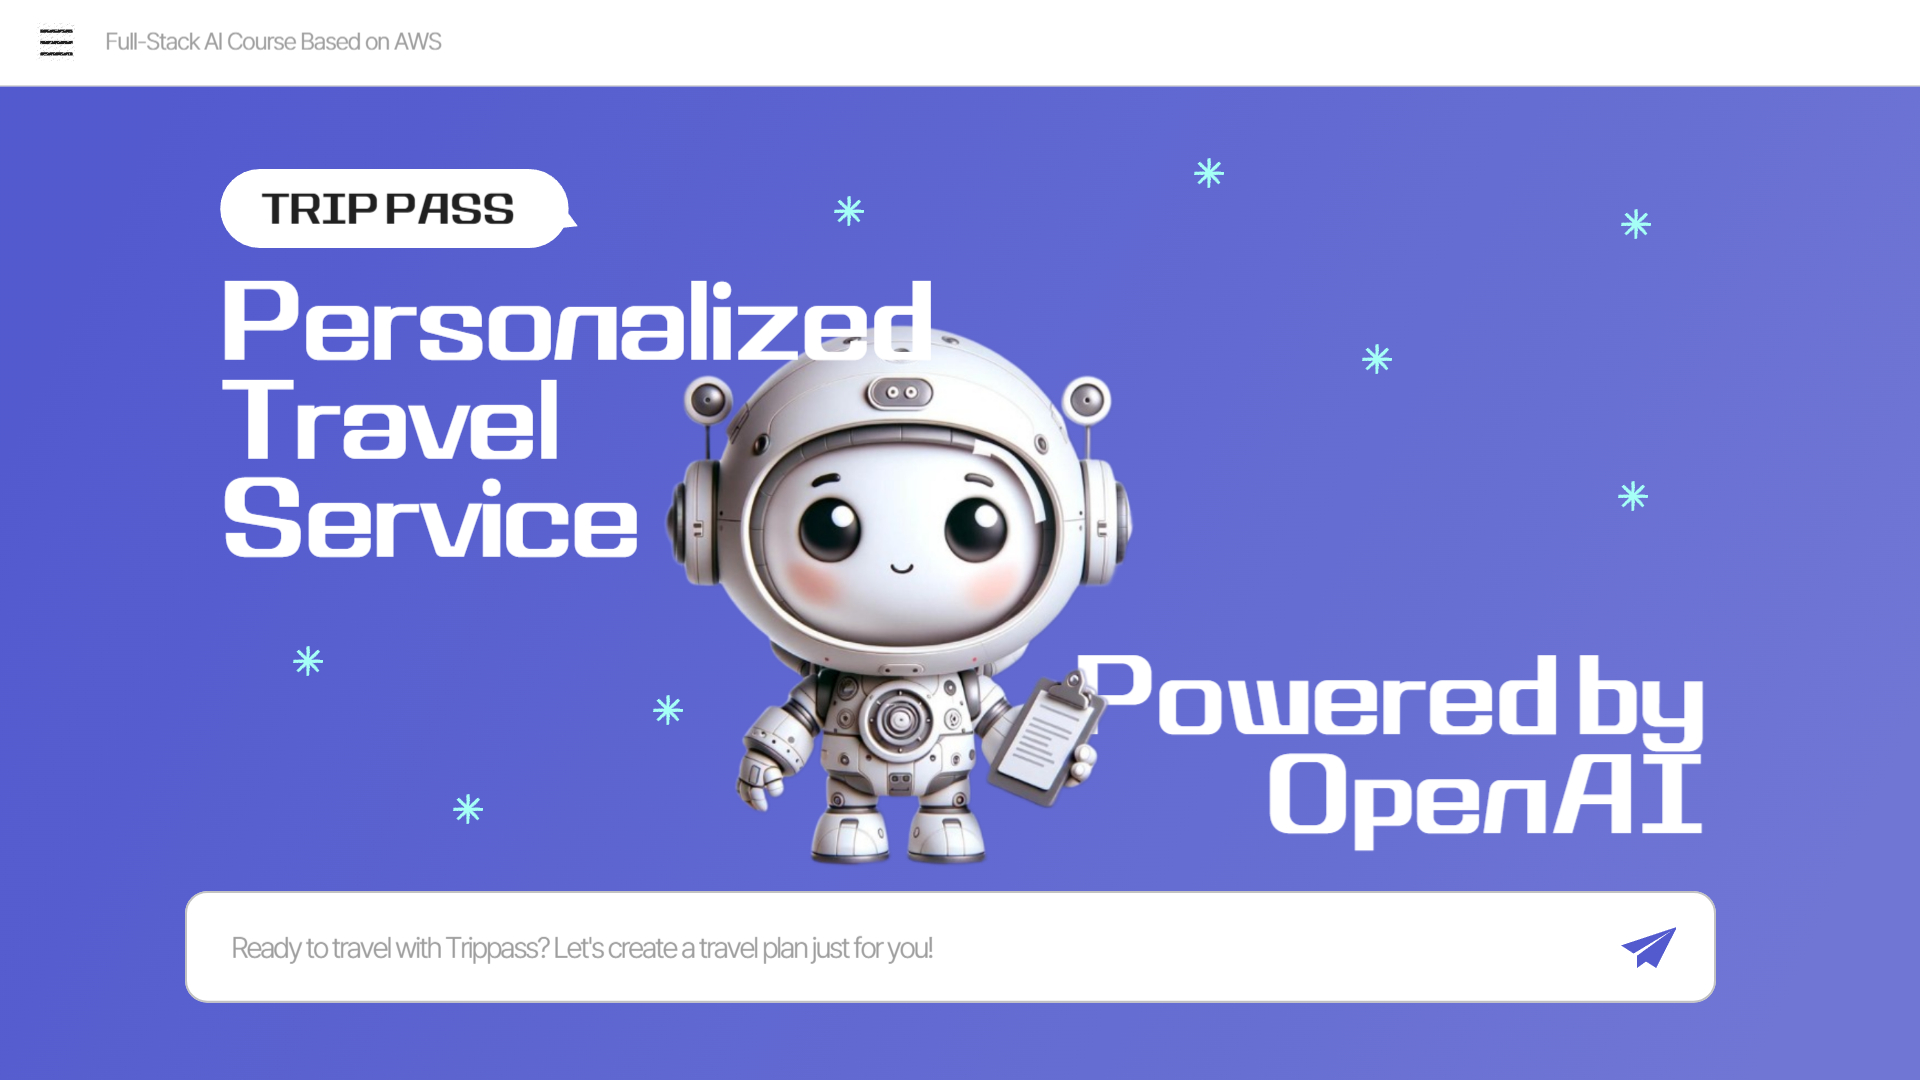 Full-Stack AI Course Based on AWS
TRIP PASS
Personalized
Travel
Service
Powered by
OpenAI
Ready to travel with Trippass? Let's create a travel plan just for you!